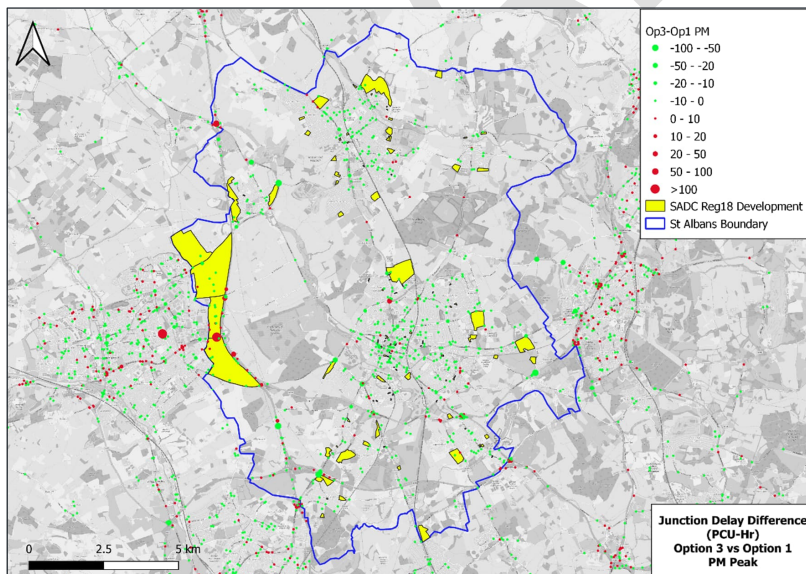 Op3-Op1 PM
-100 - -50
-50 - -20
-20 - -10
-10 - 0
0 - 10
10 - 20
20 - 50
50 - 100
>100
SADC Reg18 Development
St Albans Boundary
Junction Delay Difference
(PCU-Hr)
Option 3 vs Option 1
PM Peak
0 2.5 5 km